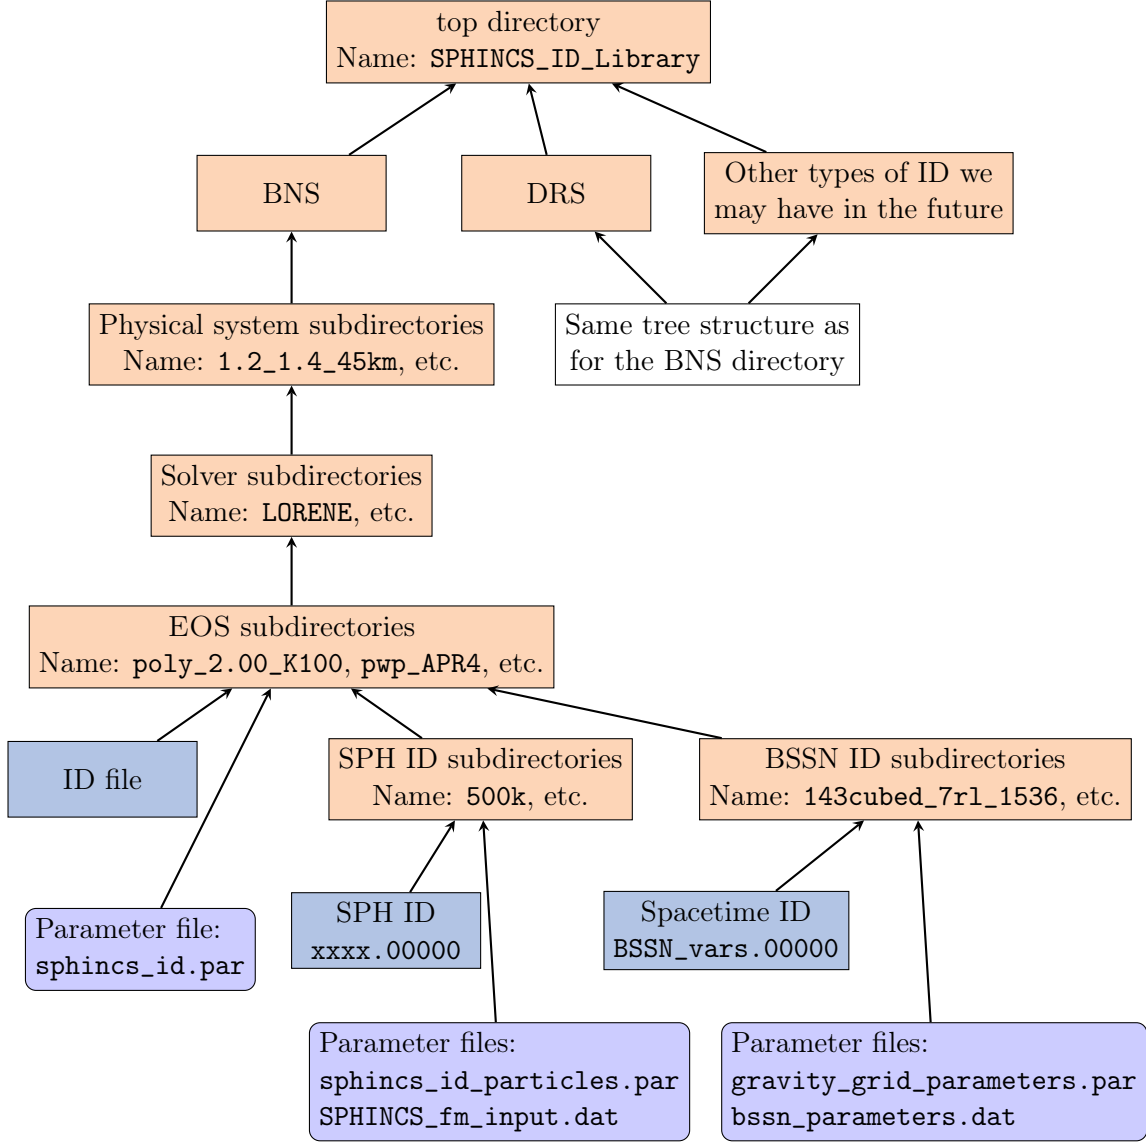 top directory
Name: SPHINCS_ID_Library
BNS
DRS
Other types of ID we
may have in the future
Physical system subdirectories
Name: 1.2_1.4_45km, etc.
Same tree structure as
for the BNS directory
Solver subdirectories
Name: LORENE, etc.
EOS subdirectories
Name: poly_2.00_K100, pwp_APR4, etc.
ID file
SPH ID subdirectories
Name: 500k, etc.
BSSN ID subdirectories
Name: 143cubed_7rl_1536, etc.
Parameter file:
sphincs_id.par
SPH ID
xxxx.00000
Spacetime ID
BSSN_vars.00000
Parameter files:
sphincs_id_particles.par
SPHINCS_fm_input.dat
Parameter files:
gravity_grid_parameters.par
bssn_parameters.dat